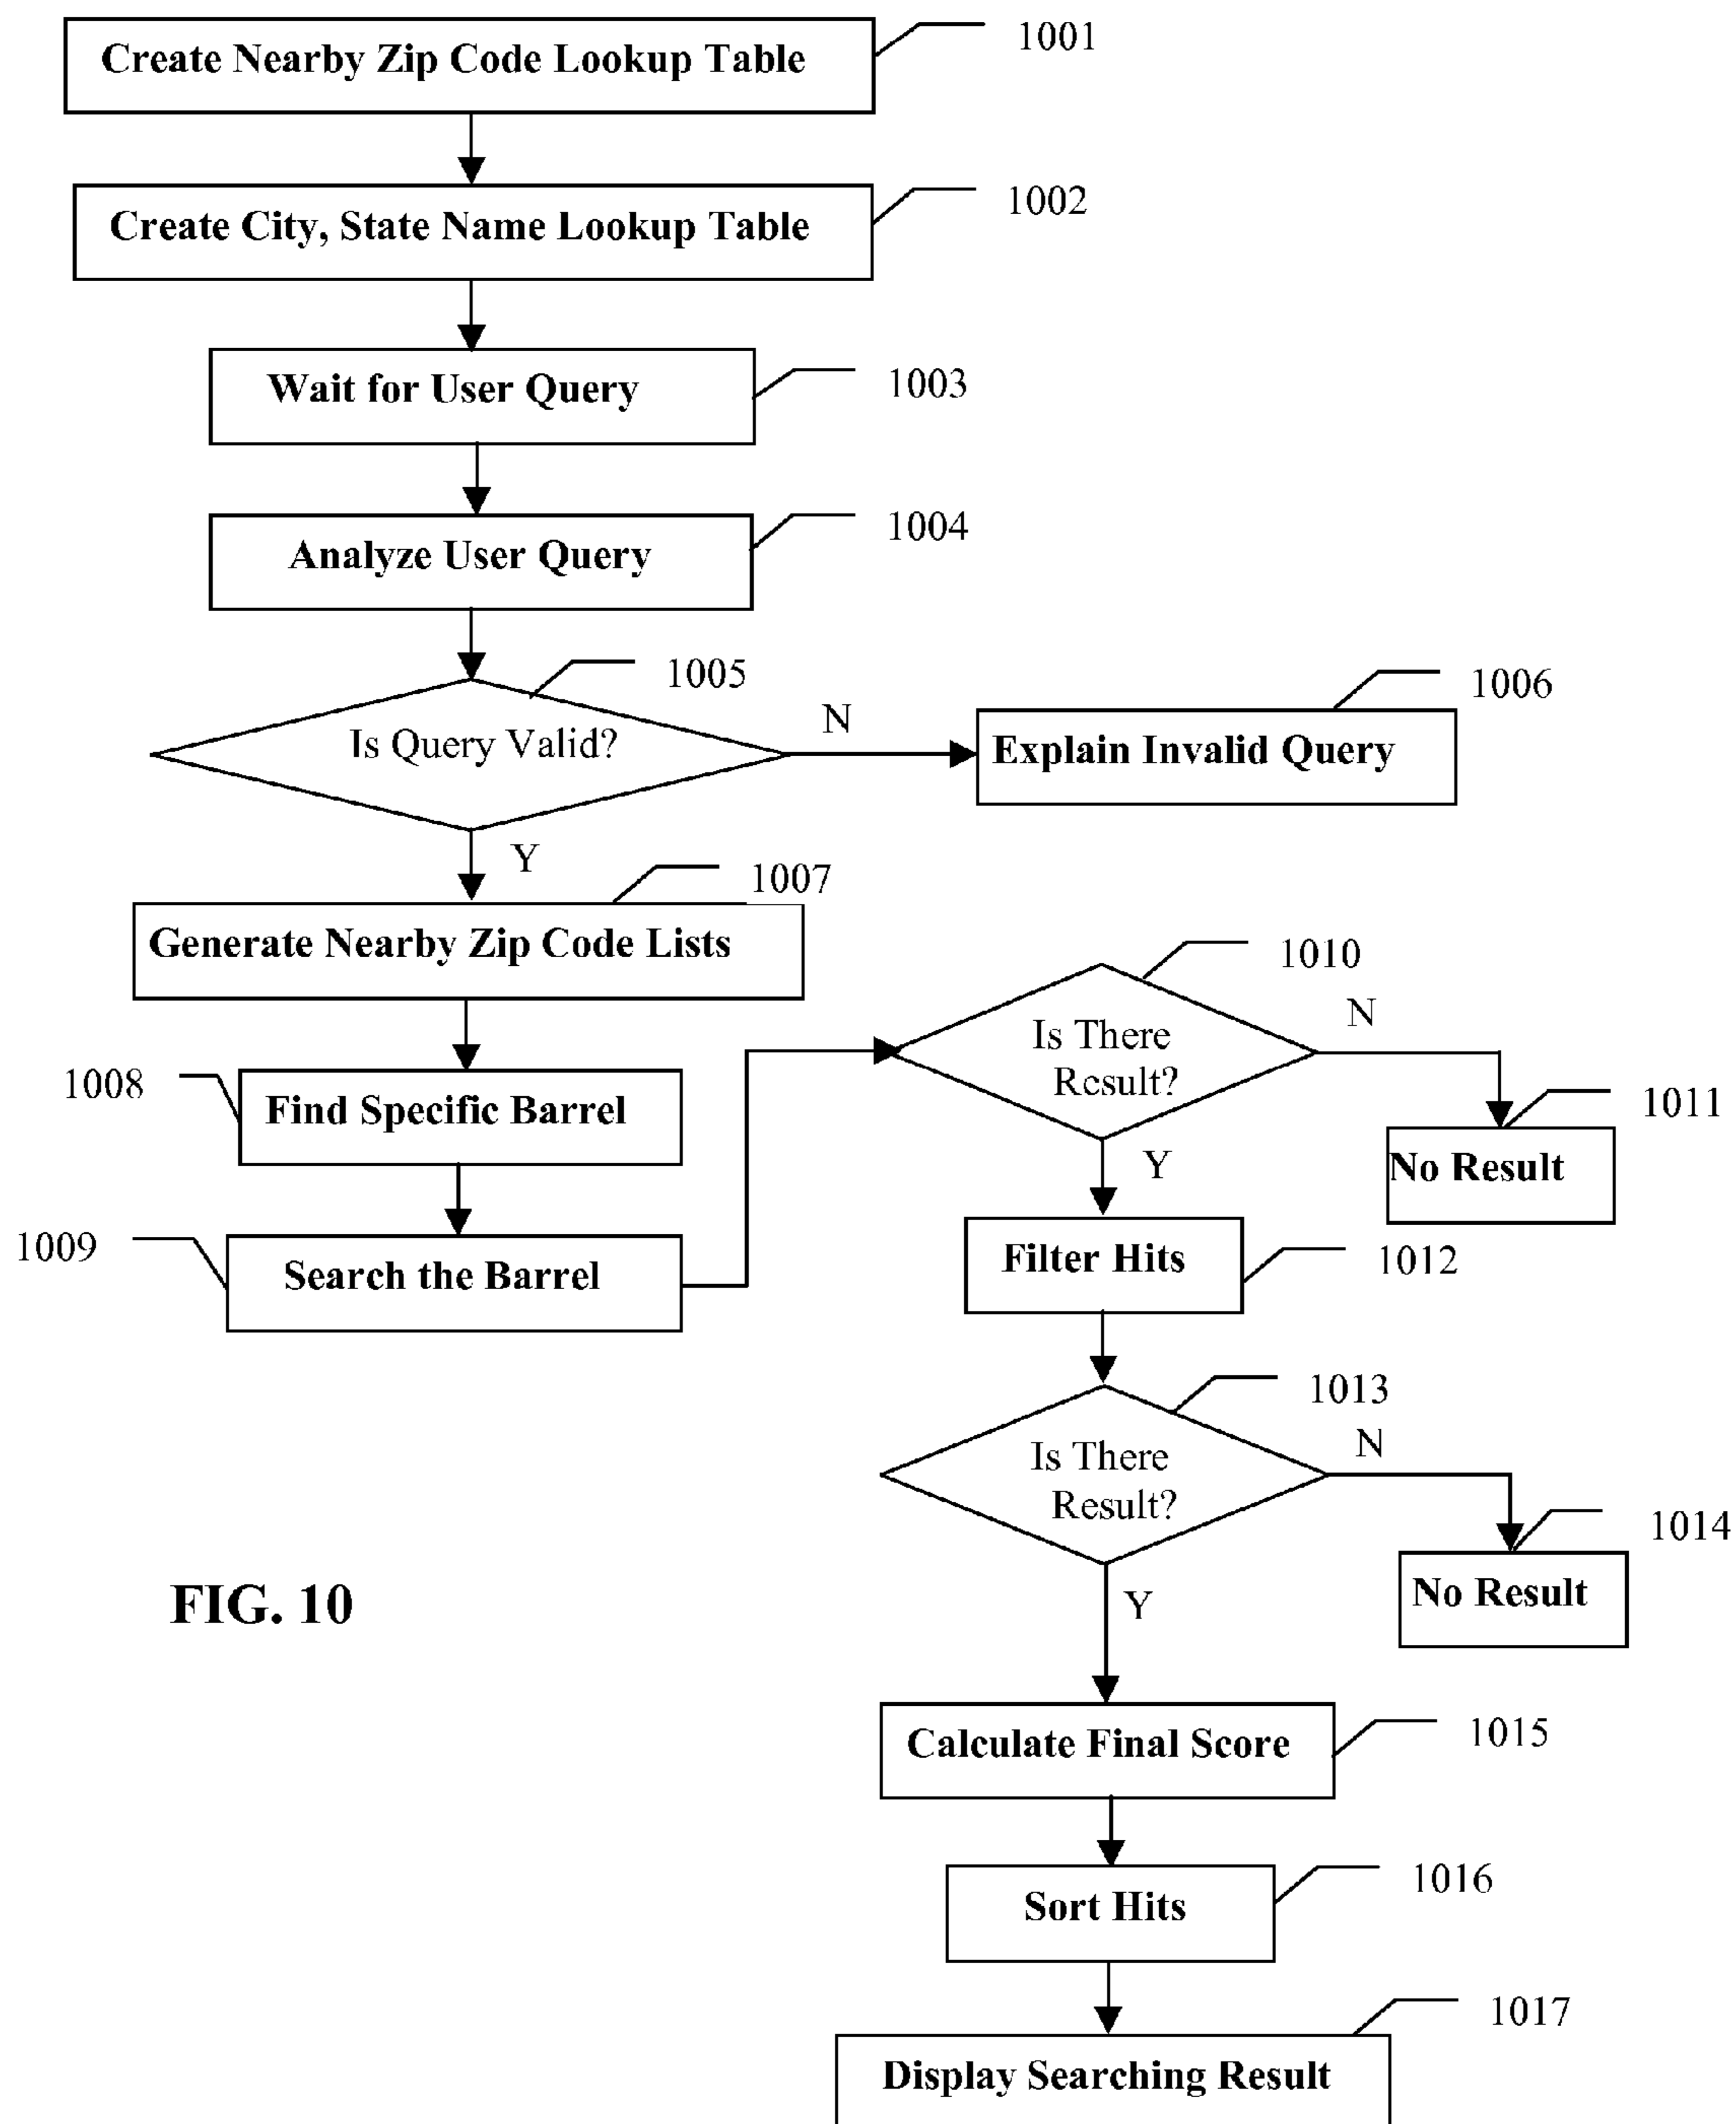 Create Nearby Zip Code Lookup Table
1001
Create City, State Name Lookup Table
1002
Wait for User Query
1003
Analyze User Query
1004
1005
Is Query Valid?
N
1006
Explain Invalid Query
Y
1007
Generate Nearby Zip Code Lists
1008
Find Specific Barrel
1009
Search the Barrel
1010
Is There
Result?
N
1011
No Result
Y
Filter Hits
1012
1013
Is There
Result?
N
1014
No Result
Y
FIG. 10
Calculate Final Score
1015
Sort Hits
1016
1017
Display Searching Result